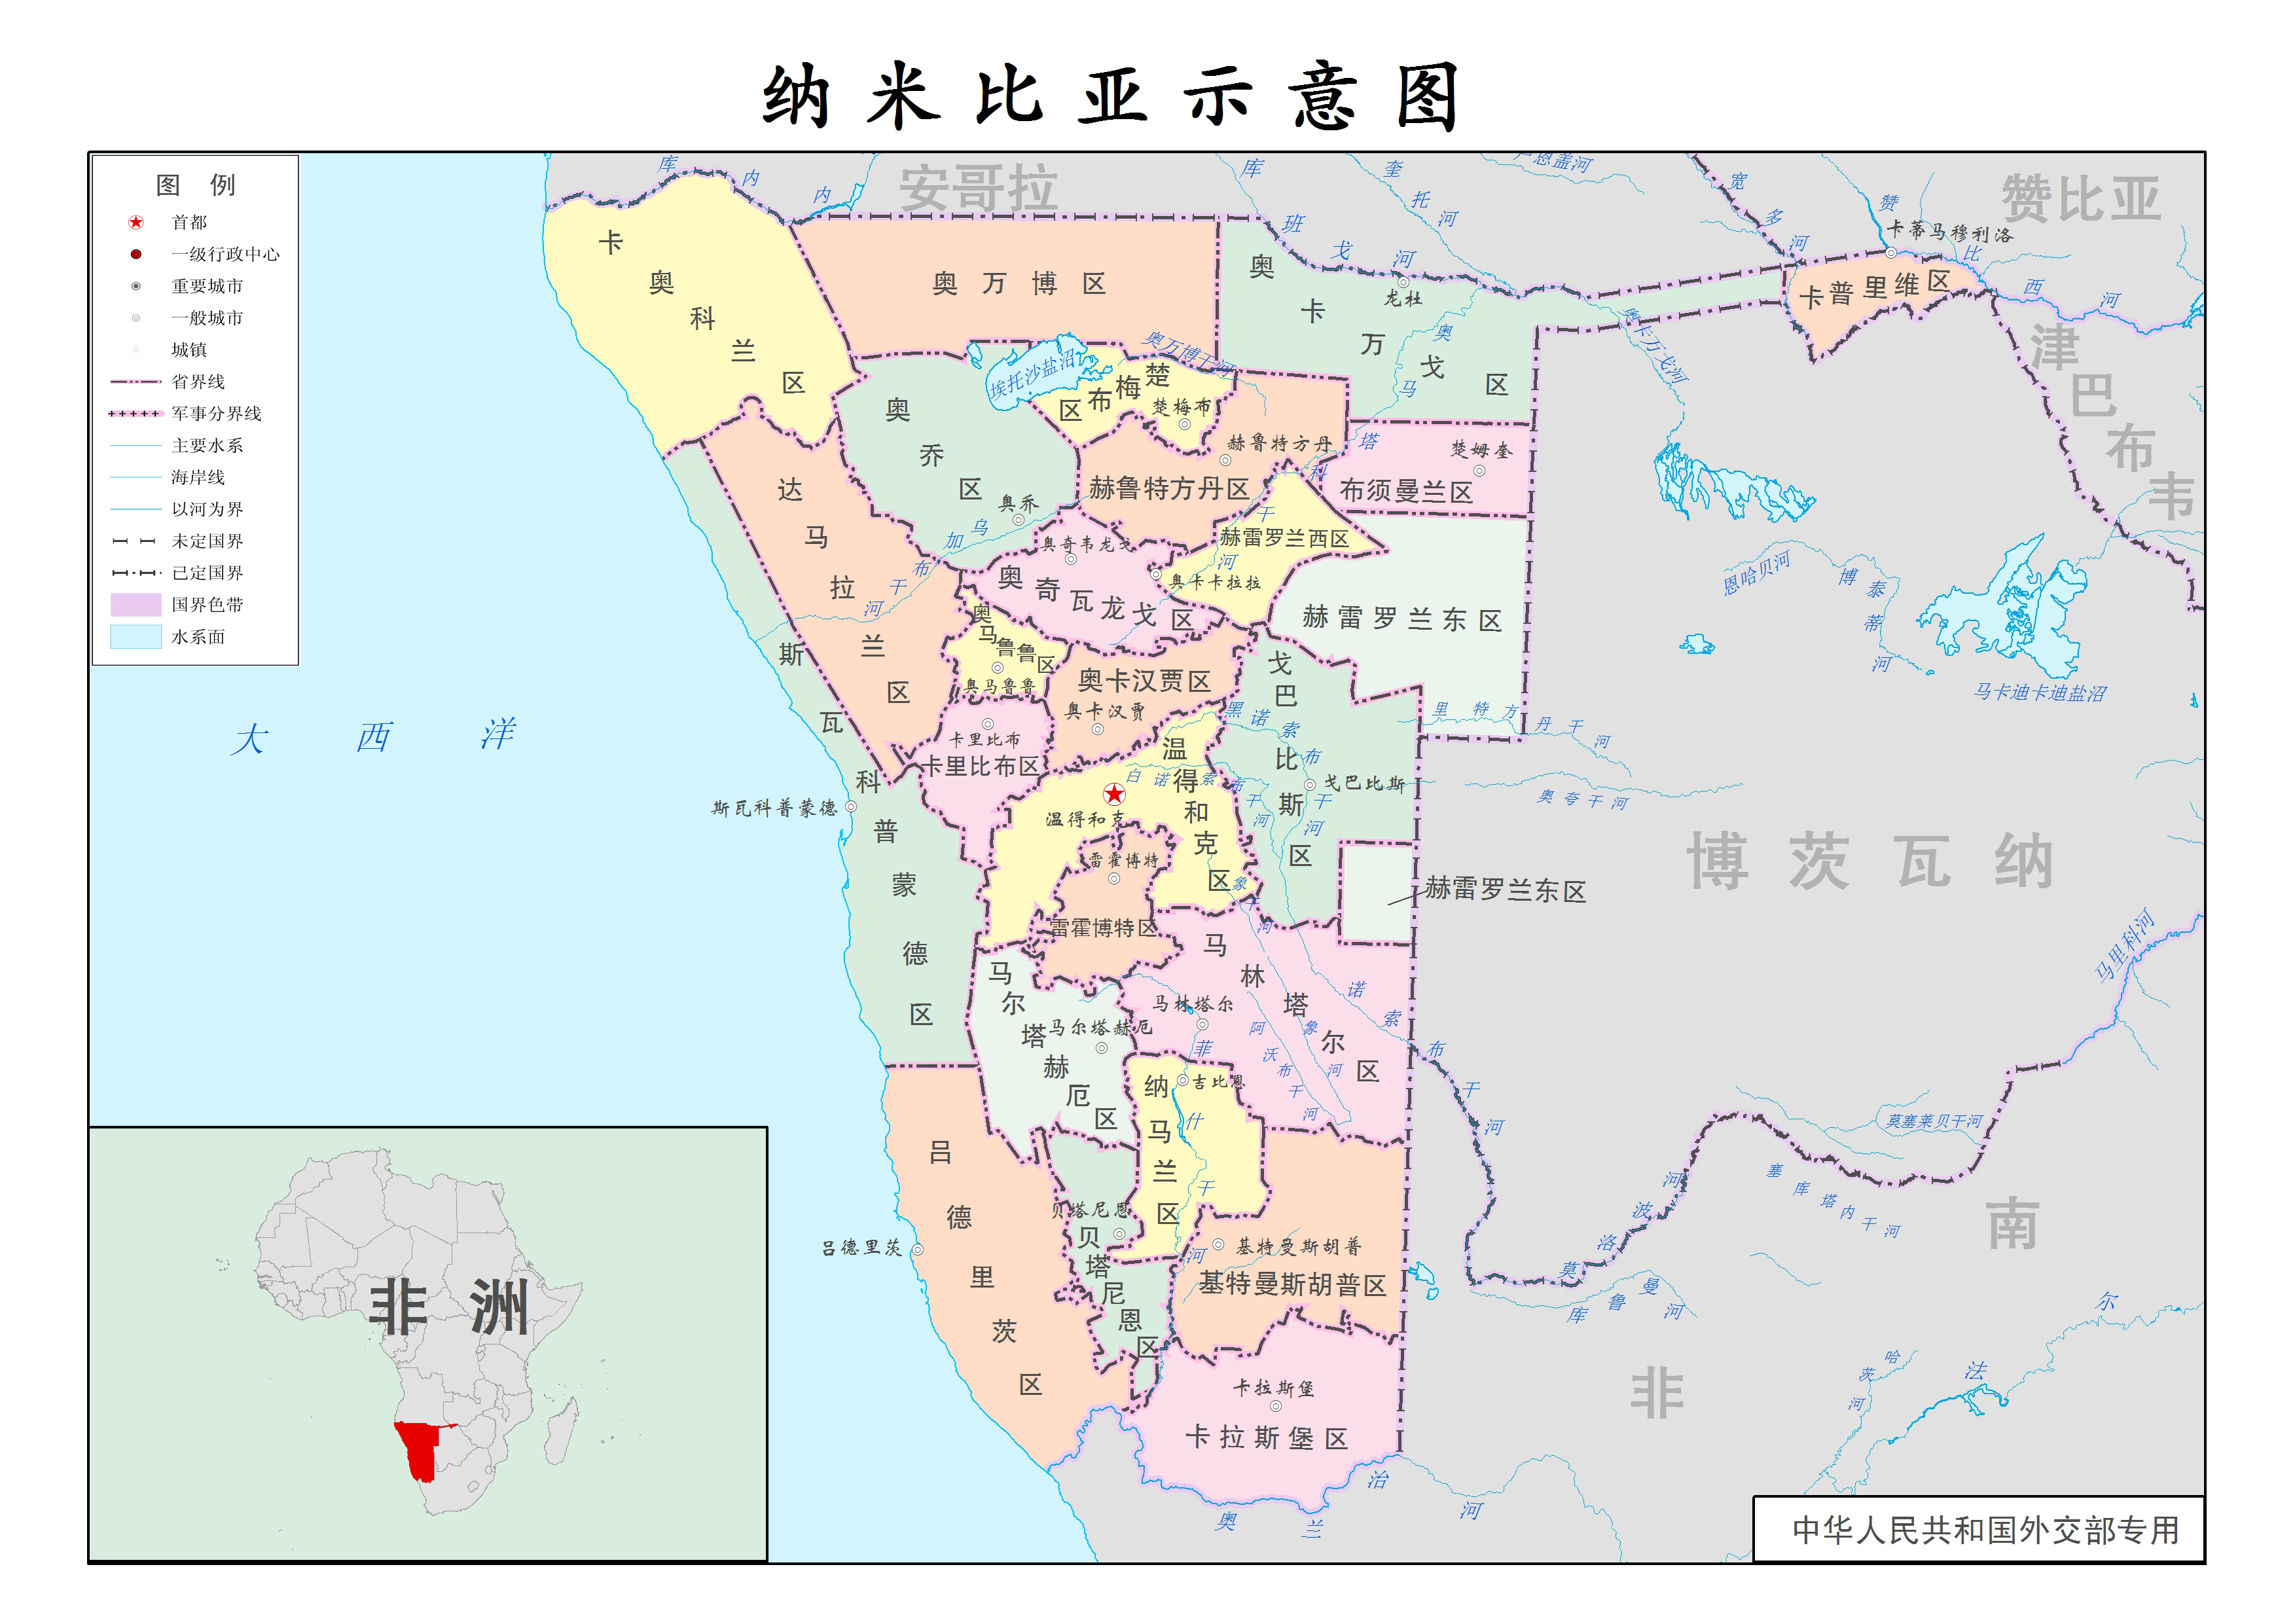 纳米比亚示意图
图例
首都
一级行政中心
重要城市
一般城市
城镇
省界线
军事分界线
主要水系
海岸线
以河为界
未定国界
已定国界
国界色带
水系面
安哥拉
赞比亚
津巴布韦
博茨瓦纳
南非
大西洋
库内内
库班戈河
奎托河
卢恩盖河
宽多河
赞比西河
卡奥科兰区
奥万博区
奥卡万戈区
龙杜
卡普里维区
卡蒂马穆利洛
奥卡万戈河
奥马塔科干河
奥万博干河
埃托沙盐沼
楚梅布区
楚梅布
奥乔区
奥乔
赫鲁特方丹
赫鲁特方丹区
楚姆奎
布须曼兰区
达马拉兰区
乌加布干河
奥奇韦龙戈
奥奇瓦龙戈区
赫雷罗兰西区
奥卡卡拉拉
赫雷罗兰东区
奥马鲁鲁区
奥马鲁鲁
奥卡汉贾区
奥卡汉贾
卡里比布
卡里比布区
戈巴比斯区
戈巴比斯
温得和克区
温得和克
黑诺索布干河
白诺索布干河
里特方丹干河
奥夸干河
恩哈贝河
博泰蒂河
马卡迪卡迪盐沼
斯瓦科普蒙德区
斯瓦科普蒙德
雷霍博特
雷霍博特区
赫雷罗兰东区
象干河
马林塔尔区
马林塔尔
诺索布干河
阿沃布干河
象河
马尔塔赫厄区
马尔塔赫厄
纳马兰区
吉比恩
菲什干河
吕德里茨区
吕德里茨
贝塔尼恩
贝塔尼恩区
基特曼斯胡普
基特曼斯胡普区
卡拉斯堡
卡拉斯堡区
奥兰治河
马里科河
莫塞莱贝干河
塞库塔内干河
莫洛波河
库鲁曼河
哈茨河
法尔
非洲
中华人民共和国外交部专用